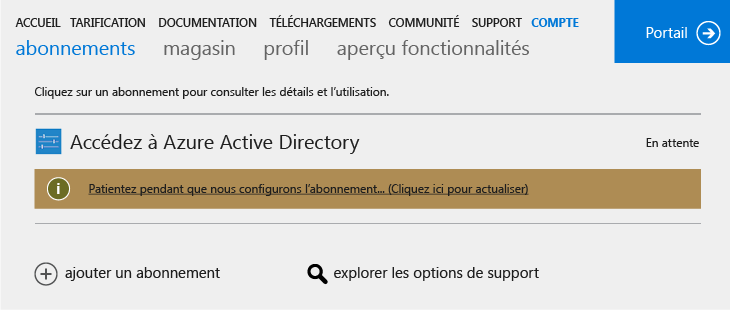 ACCUEIL TARIFICATION DOCUMENTATION TÉLÉCHARGEMENTS COMMUNITÉ SUPPORT COMPTE
abonnements magasin profil aperçu fonctionnalités
Portail
Cliquez sur un abonnement pour consulter les détails et l'utilisation.
Accédez à Azure Active Directory
En attente
Patientez pendant que nous configurons l'abonnement... (Cliquez ici pour actualiser)
ajouter un abonnement
explorer les options de support